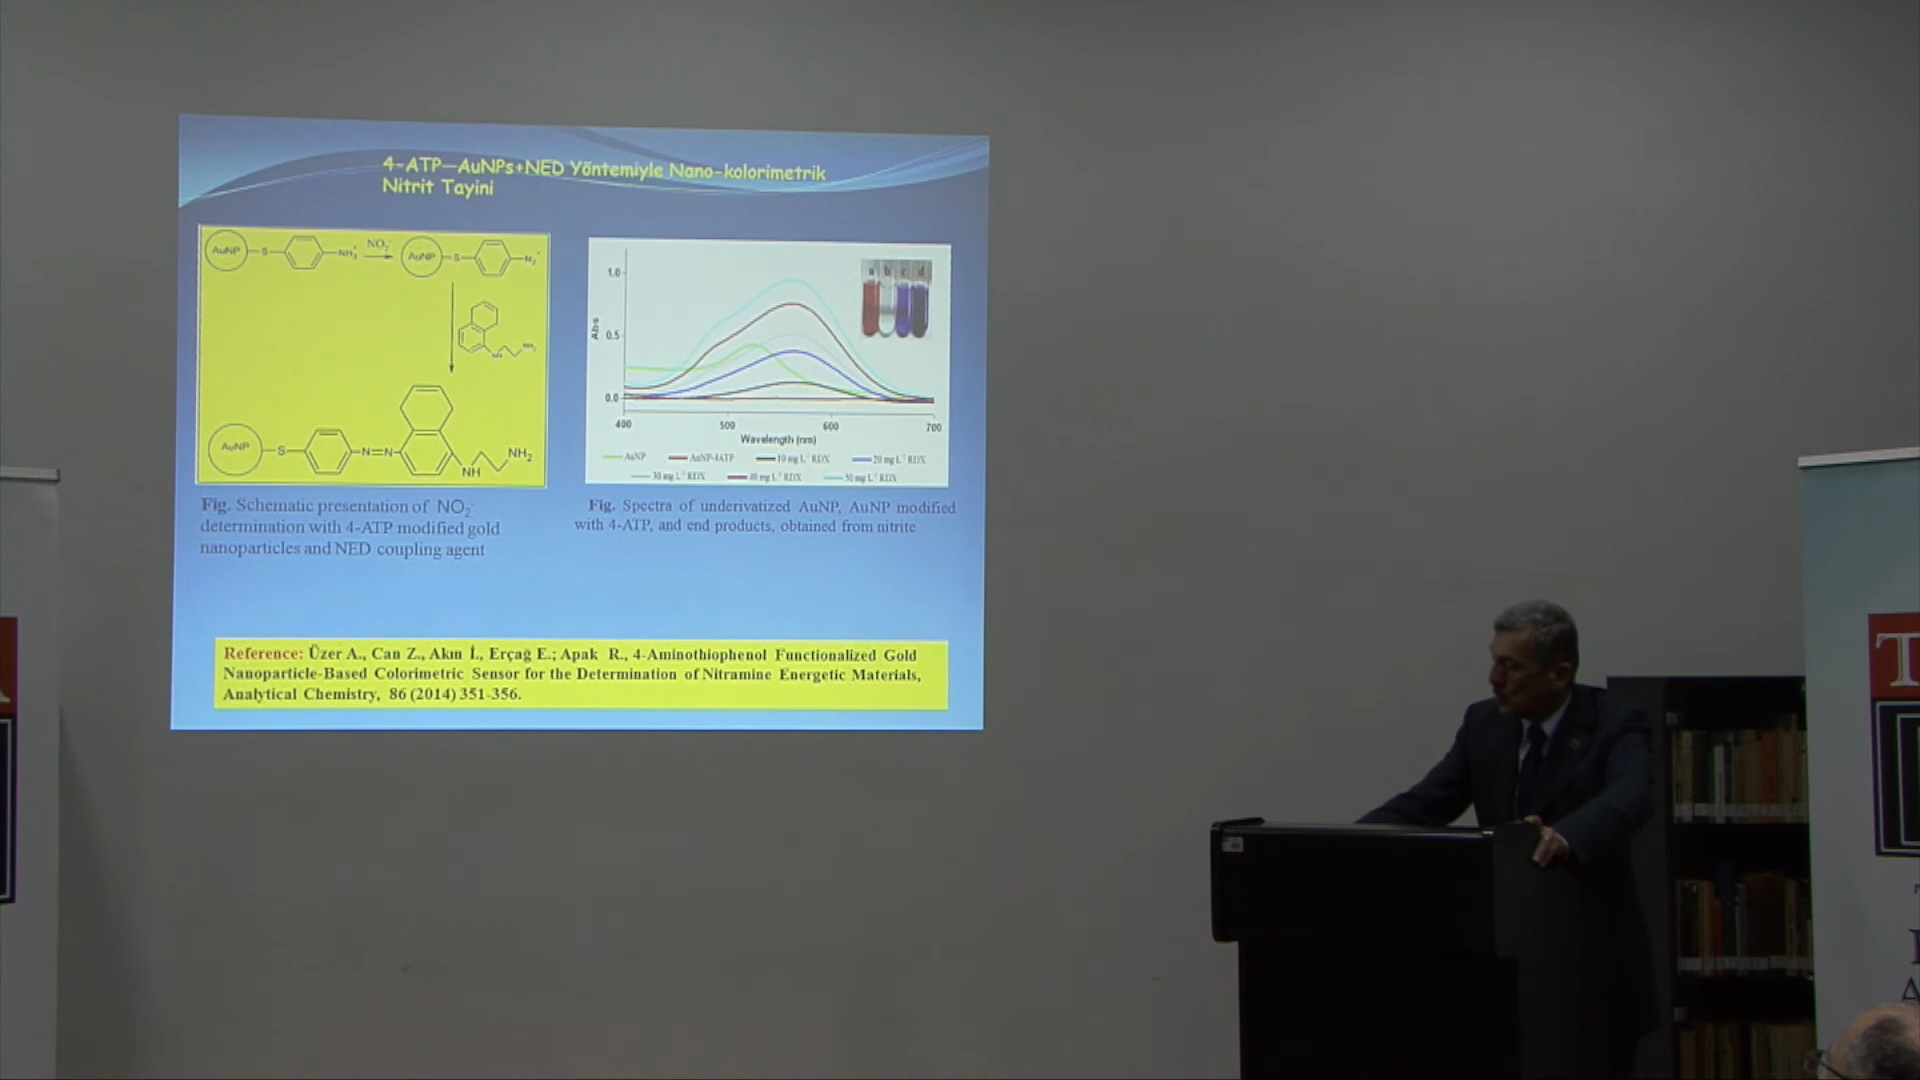 4-ATP—AuNPs+NED Yöntemiyle Nano-kolorimetrik
Nitrit Tayini
AuNP S NH3+ NO2- AuNP S N2+
NH NH2
AuNP S N=N NH NH2
Fig. Schematic presentation of NO2-
determination with 4-ATP modified gold
nanoparticles and NED coupling agent
a b c d
1.0
Abs
0.5
0.0
400 500 600 700
Wavelength (nm)
AuNP AuNP-4ATP 10 mg L-1 RDX 20 mg L-1 RDX
30 mg L-1 RDX 40 mg L-1 RDX 50 mg L-1 RDX
Fig. Spectra of underivatized AuNP, AuNP modified
with 4-ATP, and end products, obtained from nitrite
Reference: Üzer A., Can Z., Akın İ., Erçağ E.; Apak R., 4-Aminothiophenol Functionalized Gold
Nanoparticle-Based Colorimetric Sensor for the Determination of Nitramine Energetic Materials,
Analytical Chemistry, 86 (2014) 351-356.